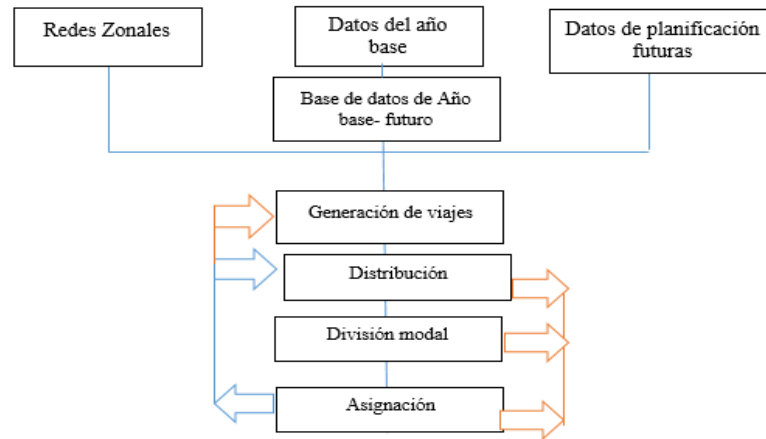 Redes Zonales
Datos del año
base
Datos de planificación
futuras
Base de datos de Año
base- futuro
Generación de viajes
Distribución
División modal
Asignación